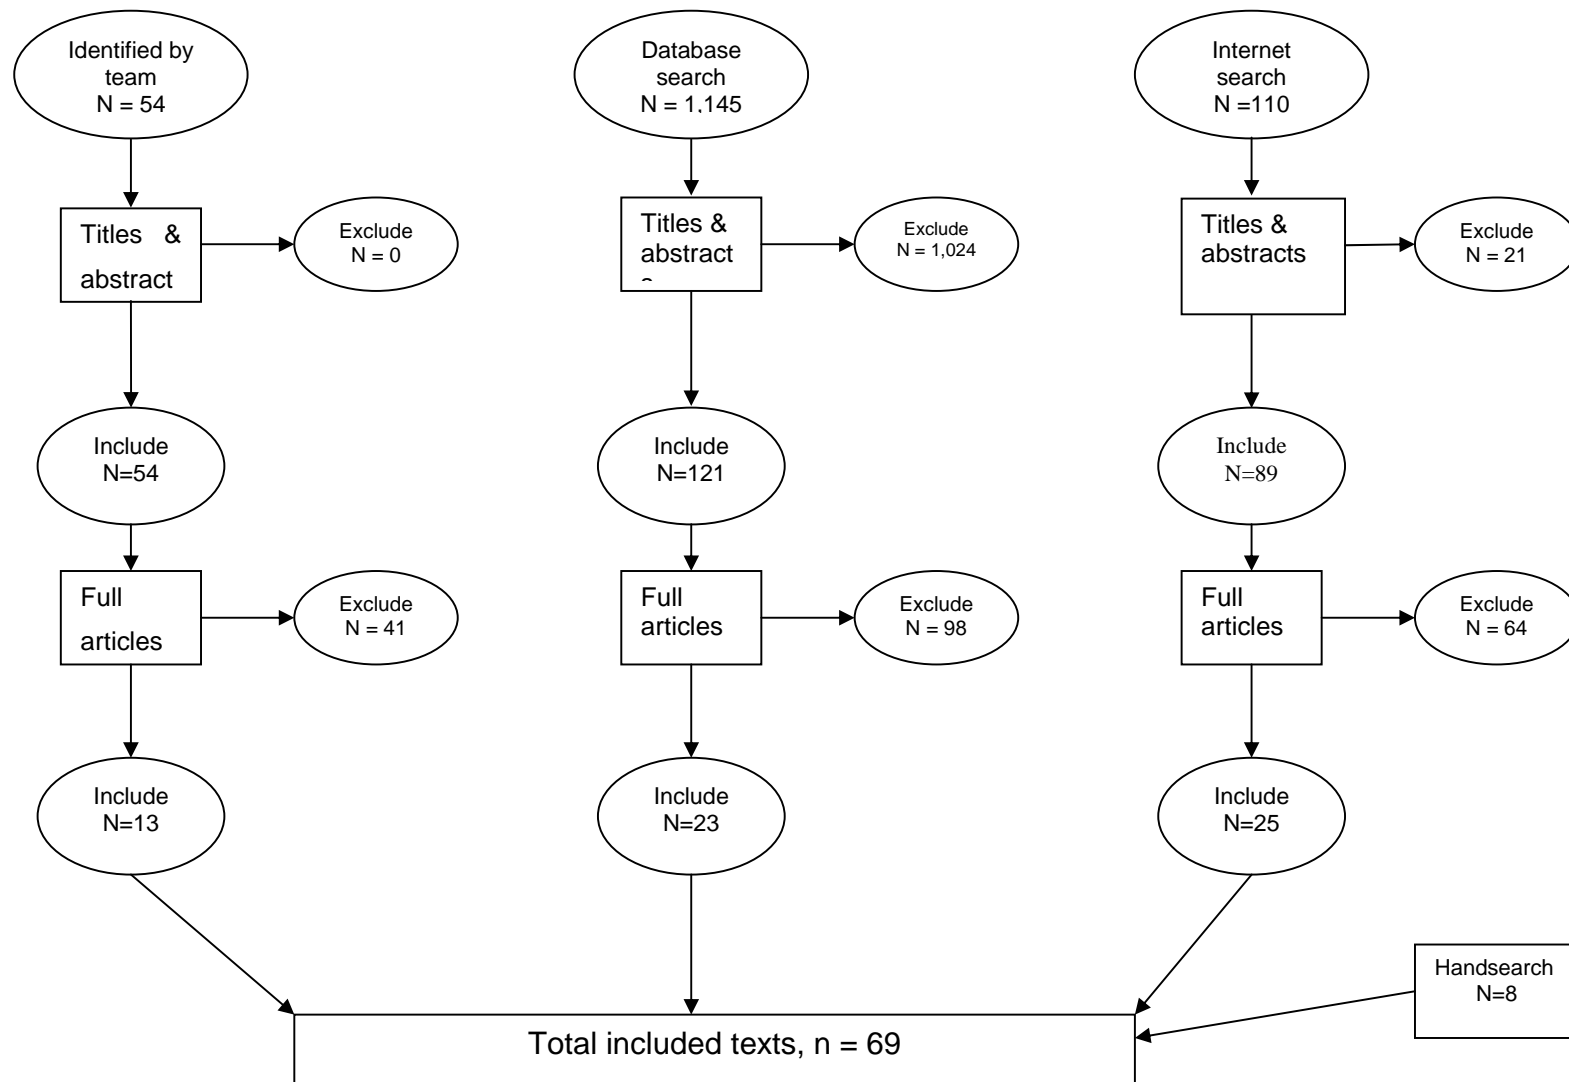 Identified by
team
N = 54
Database
search
N = 1,145
Internet
search
N =110
Titles &
abstract
Exclude
N = 0
Titles &
abstract
Exclude
N = 1,024
Titles &
abstracts
Exclude
N = 21
Include
N=54
Include
N=121
Include
N=89
Full
articles
Exclude
N = 41
Full
articles
Exclude
N = 98
Full
articles
Exclude
N = 64
Include
N=13
Include
N=23
Include
N=25
Handsearch
N=8
Total included texts, n = 69